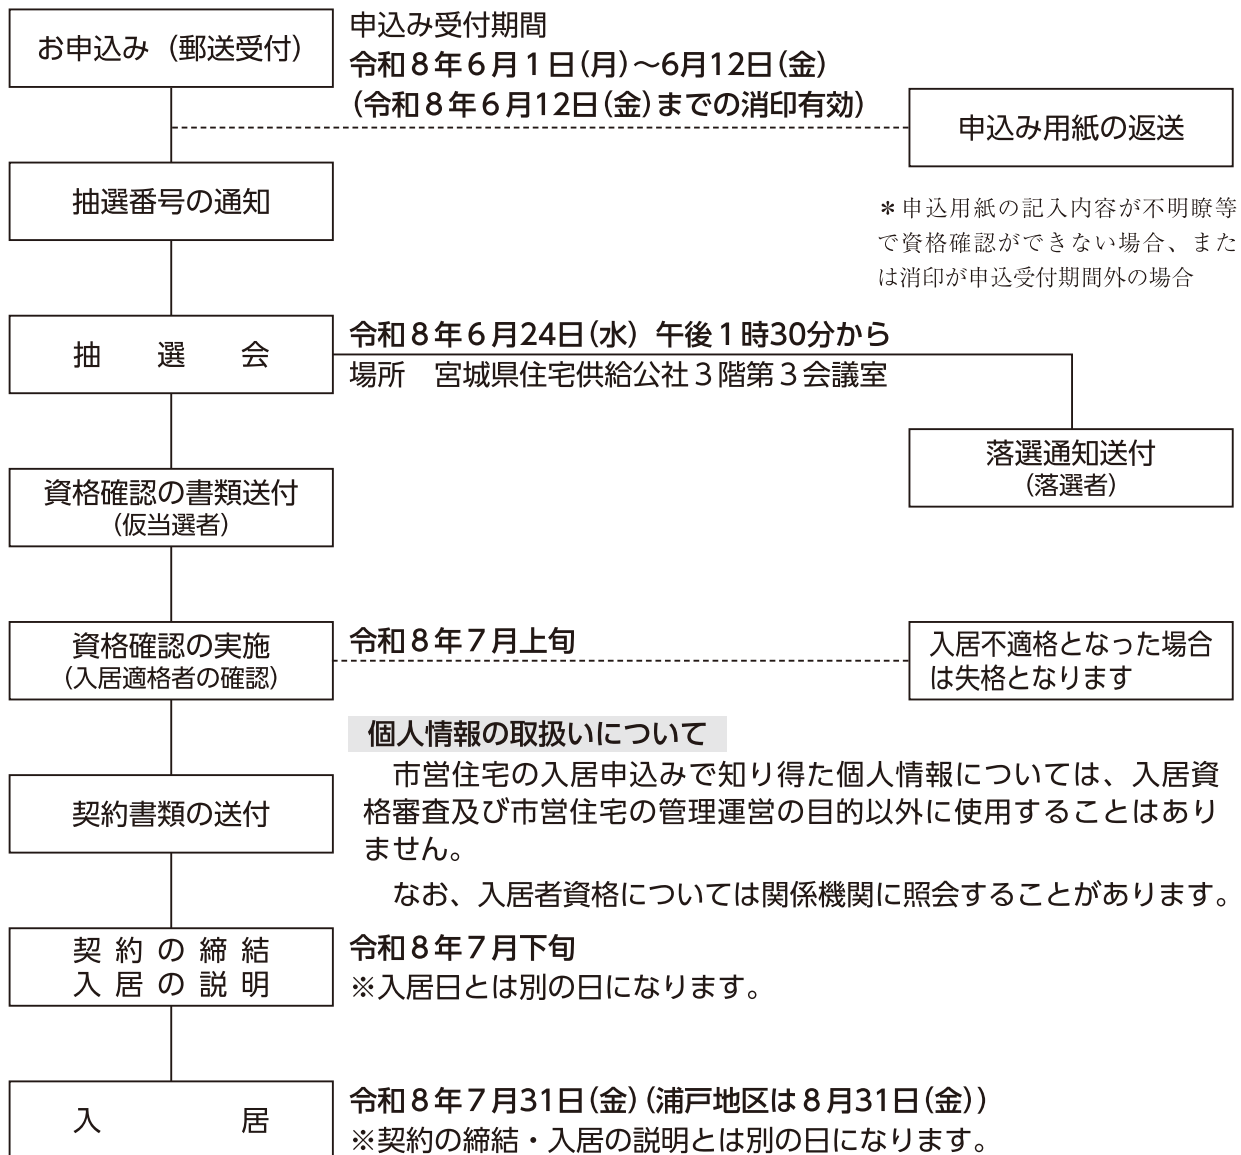 お申込み（郵送受付）
申込み受付期間
令和８年６月１日（月）～6月12日（金）
（令和８年６月12日（金）までの消印有効）
申込み用紙の返送
抽選番号の通知
＊申込用紙の記入内容が不明瞭等
で資格確認ができない場合、また
は消印が申込受付期間外の場合
抽選会
令和８年６月24日（水）午後１時30分から
場所　宮城県住宅供給公社３階第３会議室
落選通知送付
（落選者）
資格確認の書類送付
（仮当選者）
資格確認の実施
（入居適格者の確認）
令和８年７月上旬
入居不適格となった場合
は失格となります
個人情報の取扱いについて
市営住宅の入居申込みで知り得た個人情報については、入居資
格審査及び市営住宅の管理運営の目的以外に使用することはあり
ません。
なお、入居者資格については関係機関に照会することがあります。
契約書類の送付
契約の締結
入居の説明
令和８年７月下旬
※入居日とは別の日になります。
入居
令和８年７月31日（金）（浦戸地区は８月31日（金））
※契約の締結・入居の説明とは別の日になります。